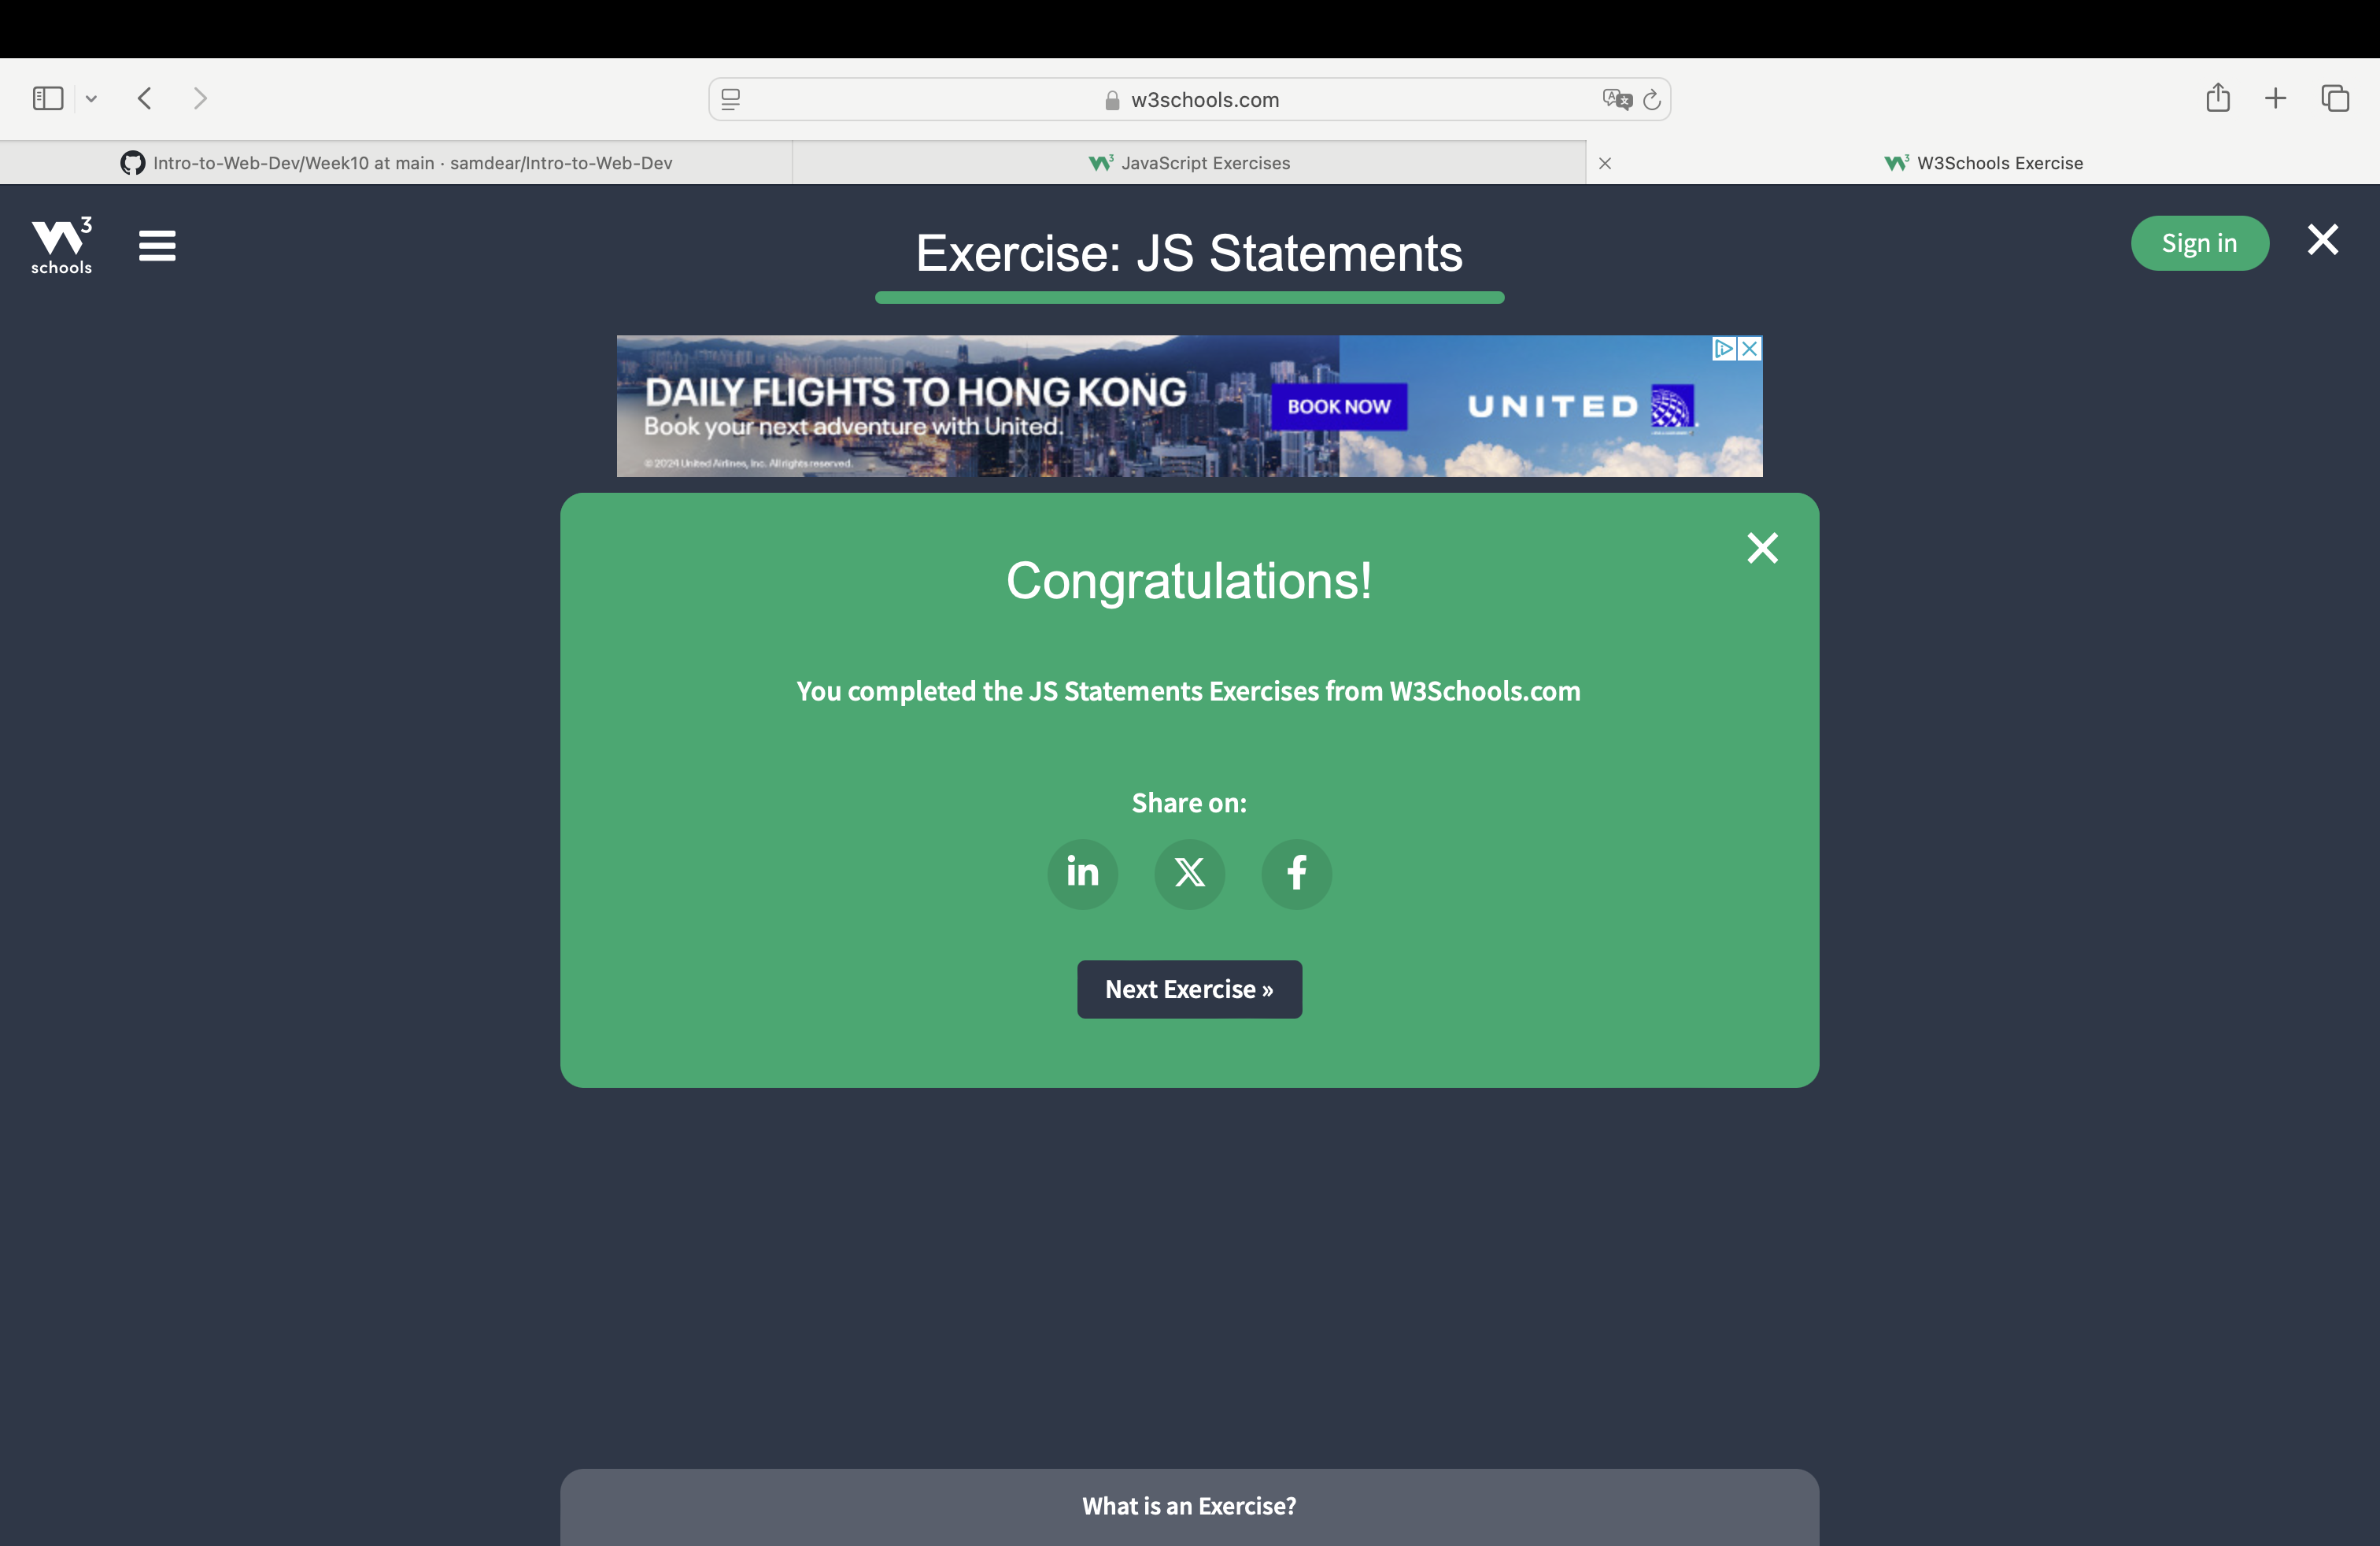 w3schools.com
Intro-to-Web-Dev/Week10 at main · samdear/Intro-to-Web-Dev
W3 JavaScript Exercises
W3 W3Schools Exercise
W3 schools
Exercise: JS Statements
Sign in
DAILY FLIGHTS TO HONG KONG
Book your next adventure with United.
© 2024 United Airlines, Inc. All rights reserved.
BOOK NOW
UNITED
Congratulations!
You completed the JS Statements Exercises from W3Schools.com
Share on:
in X f
Next Exercise »
What is an Exercise?